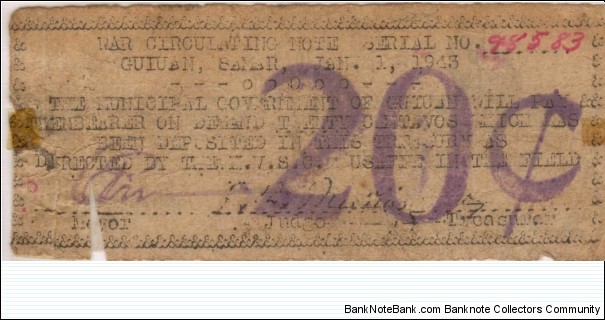 WAR CIRCULATING NOTE SERIAL NO. 98583
GUIUAN, SAMAR, JAN. 1, 1943
THE MUNICIPAL GOVERNMENT OF GUIUAN WILL PAY
BEARER ON DEMAND TWENTY CENTAVOS WHICH HAS
BEEN DEPOSITED IN THIS TREASURY AS
DIRECTED BY THE USAFFE IN THE FIELD
20¢
Mayor Judge Treasurer
BankNoteBank.com - Banknote Collectors Community